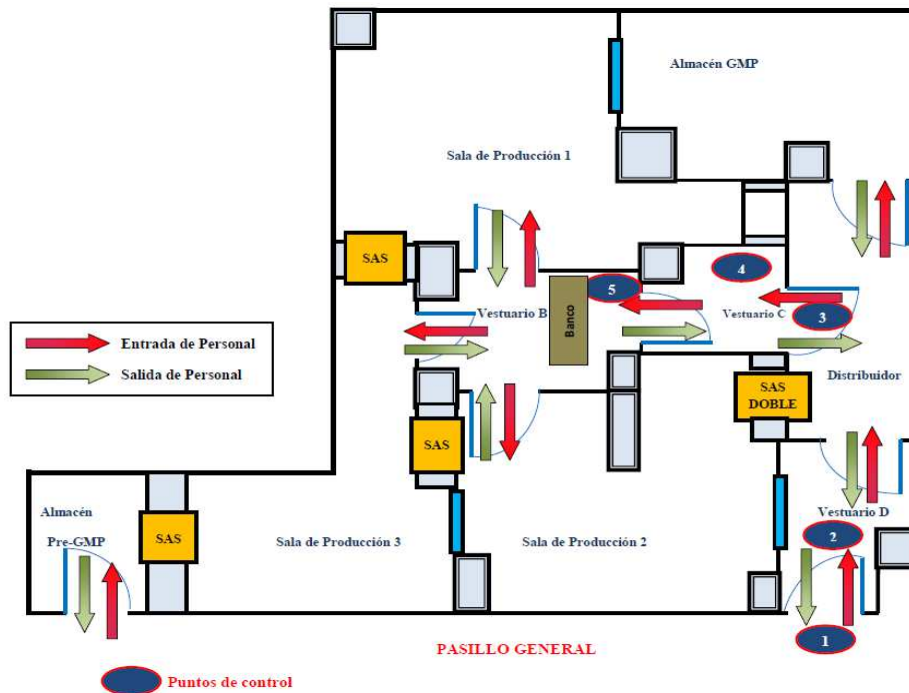 Almacén GMP
Sala de Producción 1
SAS
4
5
3
Vestuario B
Banco
Vestuario C
Entrada de Personal
Salida de Personal
Distribuidor
SAS
DOBLE
SAS
Almacén
Pre-GMP
SAS
Sala de Producción 3
Sala de Producción 2
Vestuario D
2
1
PASILLO GENERAL
Puntos de control